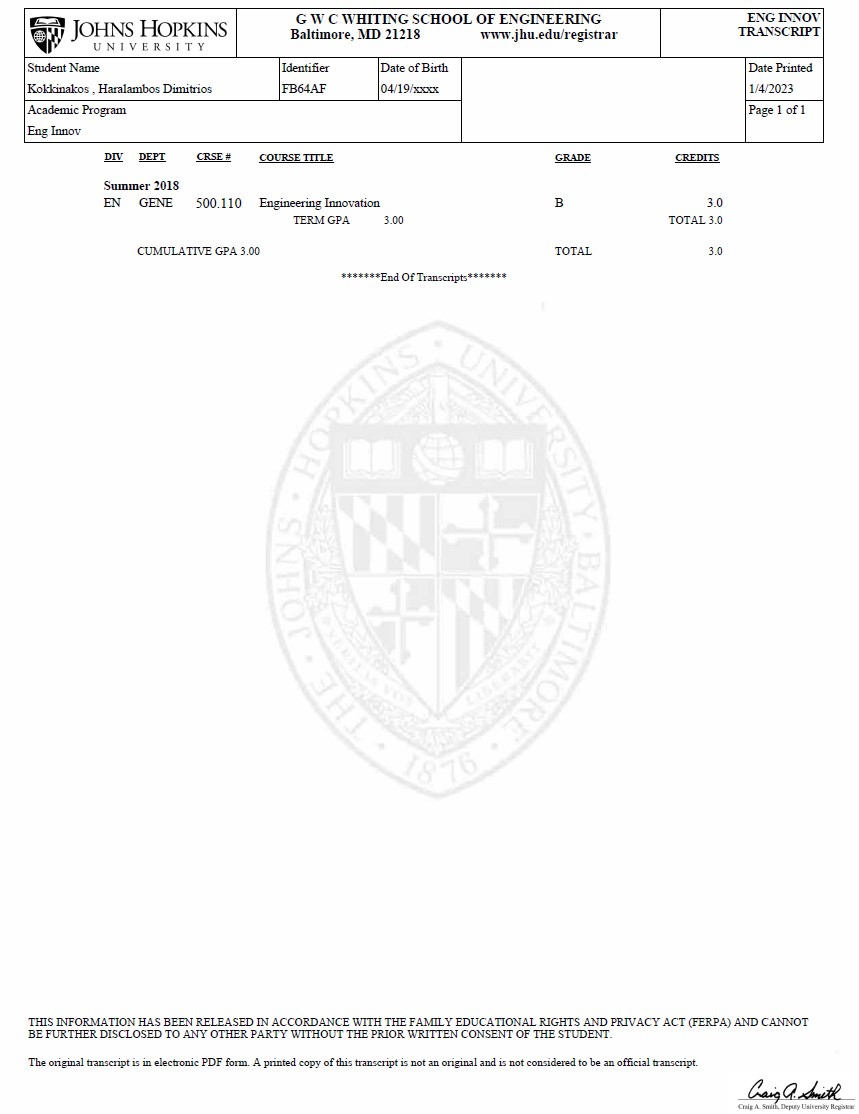 JOHNS HOPKINS
UNIVERSITY
G W C WHITING SCHOOL OF ENGINEERING
Baltimore, MD 21218 www.jhu.edu/registrar
ENG INNOV
TRANSCRIPT
Student Name Identifier Date of Birth Date Printed
Kokkinakos , Haralambos Dimitrios FB64AF 04/19/xxxx 1/4/2023
Academic Program Page 1 of 1
Eng Innov
DIV DEPT CRSE # COURSE TITLE GRADE CREDITS
Summer 2018
EN GENE 500.110 Engineering Innovation B 3.0
TERM GPA 3.00 TOTAL 3.0
CUMULATIVE GPA 3.00 TOTAL 3.0
*******End Of Transcripts*******
THE · JOHNS · HOPKINS · UNIVERSITY · BALTIMORE ·
VERITAS VOS LIBERABIT
1876
THIS INFORMATION HAS BEEN RELEASED IN ACCORDANCE WITH THE FAMILY EDUCATIONAL RIGHTS AND PRIVACY ACT (FERPA) AND CANNOT
BE FURTHER DISCLOSED TO ANY OTHER PARTY WITHOUT THE PRIOR WRITTEN CONSENT OF THE STUDENT.
The original transcript is in electronic PDF form. A printed copy of this transcript is not an original and is not considered to be an official transcript.
Craig A. Smith
Craig A. Smith, Deputy University Registrar